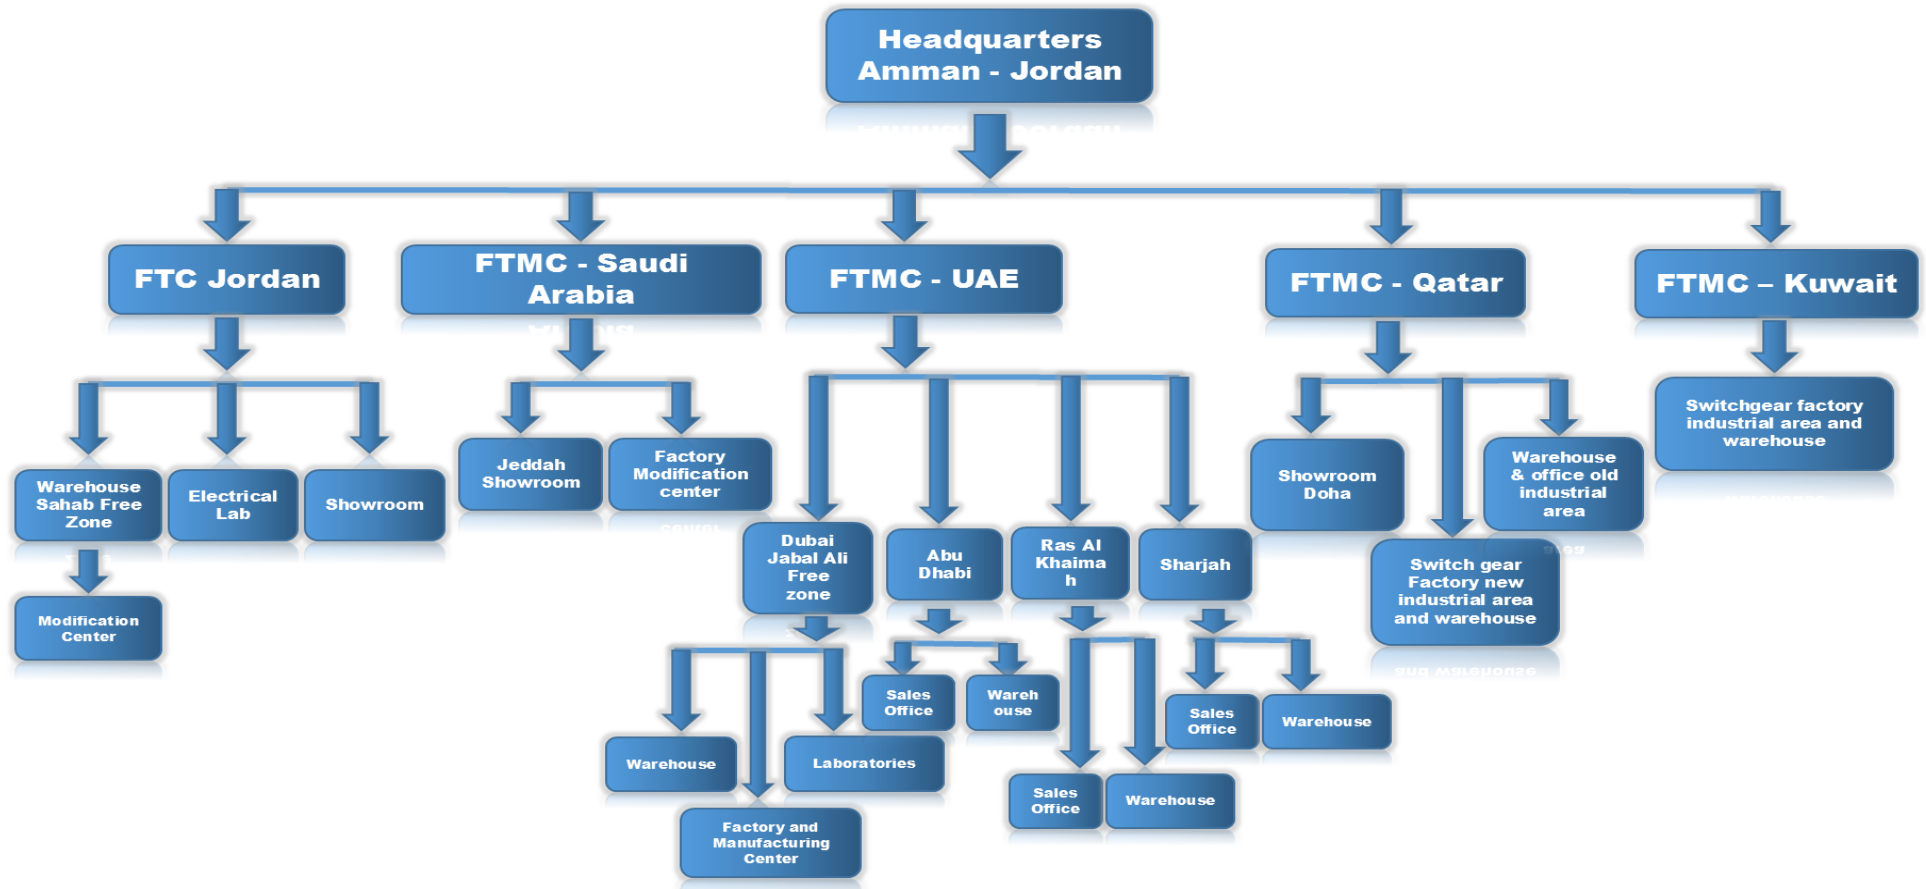 Headquarters
Amman - Jordan
FTC Jordan
FTMC - Saudi
Arabia
FTMC - UAE
FTMC - Qatar
FTMC – Kuwait
Warehouse
Sahab Free
Zone
Electrical
Lab
Showroom
Modification
Center
Jeddah
Showroom
Factory
Modification
center
Dubai
Jabal Ali
Free
zone
Abu
Dhabi
Ras Al
Khaima
h
Sharjah
Warehouse
Factory and
Manufacturing
Center
Laboratories
Sales
Office
Wareh
ouse
Sales
Office
Warehouse
Sales
Office
Warehouse
Showroom
Doha
Switch gear
Factory new
industrial area
and warehouse
Warehouse
& office old
industrial
area
Switchgear factory
industrial area and
warehouse